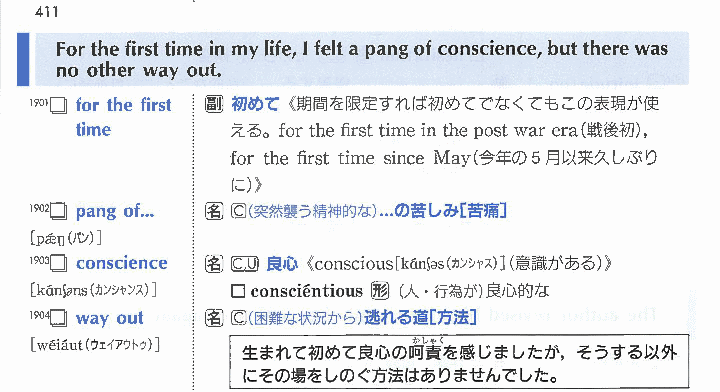 411
For the first time in my life, I felt a pang of conscience, but there was
no other way out.
1901 for the first
time
副 初めて《期間を限定すれば初めてでなくてもこの表現が使
える。for the first time in the post war era(戦後初),
for the first time since May(今年の5月以来久しぶり
に)》
1902 pang of...
[pæŋ(パン)]
名 C(突然襲う精神的な)...の苦しみ[苦痛]
1903 conscience
[kánʃəns(カンシャンス)]
名 C,U 良心《conscious[kánʃəs(カンシャス)](意識がある)》
consciéntious 形 (人・行為が)良心的な
1904 way out
[wéiáut(ウェイアウトゥ)]
名 C(困難な状況から)逃れる道[方法]
かしゃく
生まれて初めて良心の呵責を感じましたが，そうする以外
にその場をしのぐ方法はありませんでした。